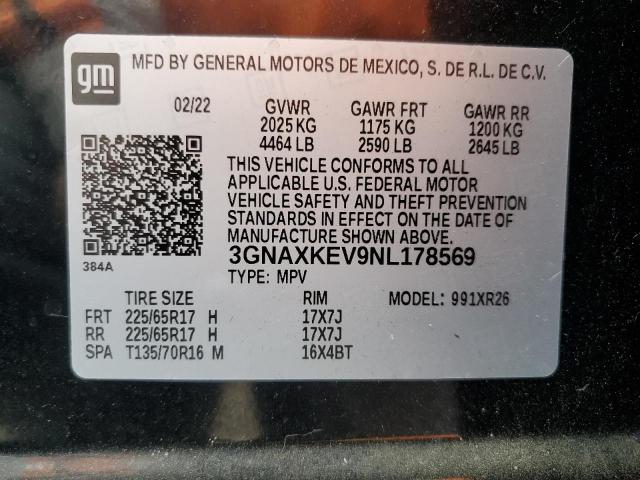 gm
MFD BY GENERAL MOTORS DE MEXICO, S. DE R.L. DE C.V.
02/22 GVWR GAWR FRT GAWR RR
2025 KG 1175 KG 1200 KG
4464 LB 2590 LB 2645 LB
THIS VEHICLE CONFORMS TO ALL
APPLICABLE U.S. FEDERAL MOTOR
VEHICLE SAFETY AND THEFT PREVENTION
STANDARDS IN EFFECT ON THE DATE OF
MANUFACTURE SHOWN ABOVE.
384A 3GNAXKEV9NL178569
TYPE: MPV
TIRE SIZE RIM MODEL: 991XR26
FRT 225/65R17 H 17X7J
RR 225/65R17 H 17X7J
SPA T135/70R16 M 16X4BT